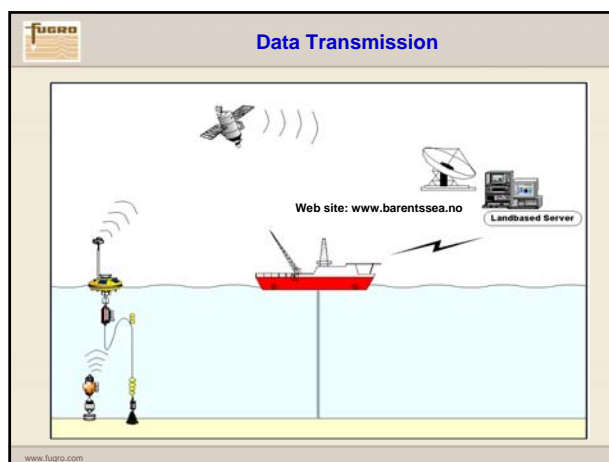 FUGRO
Data Transmission
Web site: www.barentssea.no
Landbased Server
www.fugro.com